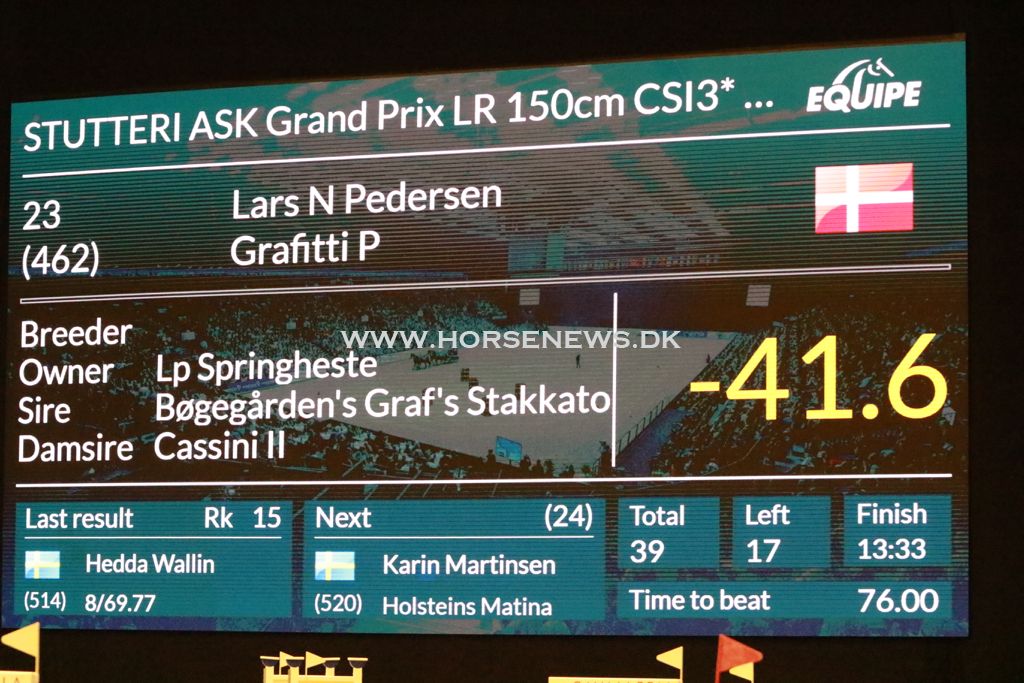 STUTTERI ASK Grand Prix LR 150cm CSI3* ...
EQUIPE
23
Lars N Pedersen
(462)
Grafitti P
WWW.HORSENEWS.DK
Breeder
Owner Lp Springheste
Sire Bøgegården's Graf's Stakkato
Damsire Cassini II
-41.6
Last result Rk 15
Hedda Wallin
(514) 8/69.77
Next (24)
Karin Martinsen
(520) Holsteins Matina
Total
39
Left
17
Finish
13:33
Time to beat 76.00